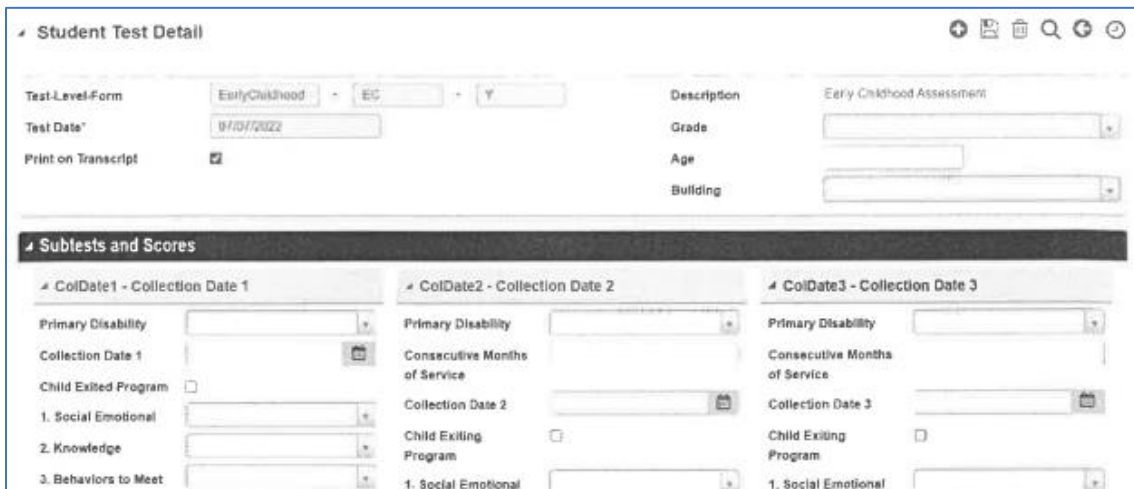 Student Test Detail
Test-Level-Form EarlyChildhood - EC - Y
Description Early Childhood Assessment
Test Date* 07/07/2022
Grade
Print on Transcript
Age
Building
Subtests and Scores
ColDate1 - Collection Date 1
Primary Disability
Collection Date 1
Child Exited Program
1. Social Emotional
2. Knowledge
3. Behaviors to Meet
ColDate2 - Collection Date 2
Primary Disability
Consecutive Months
of Service
Collection Date 2
Child Exiting
Program
1. Social Emotional
ColDate3 - Collection Date 3
Primary Disability
Consecutive Months
of Service
Collection Date 3
Child Exiting
Program
1. Social Emotional